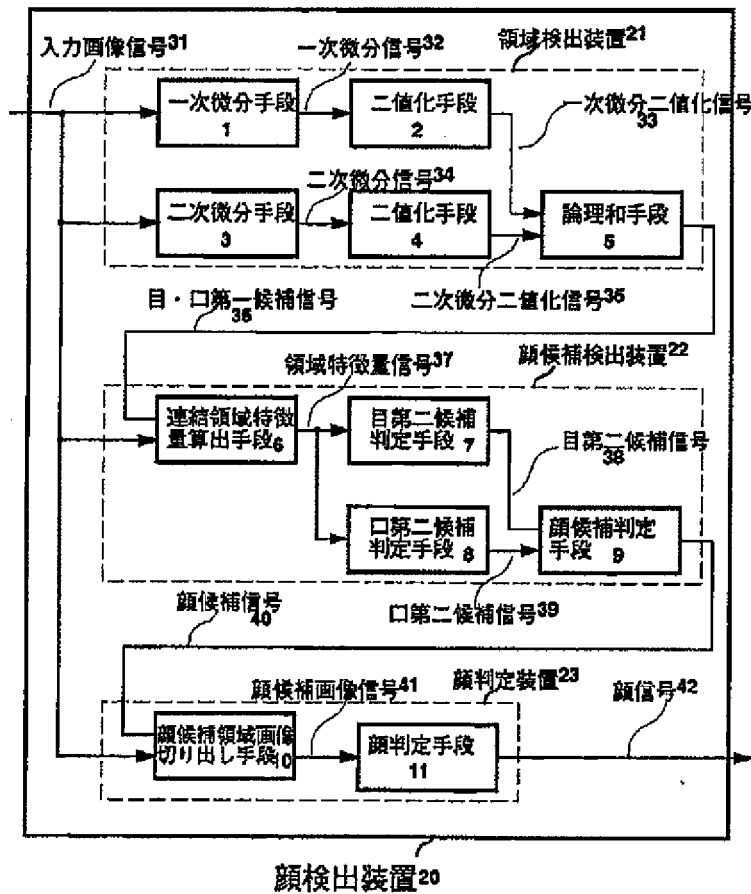 入力画像信号31
一次微分信号32
領域検出装置21
一次微分手段
1
二値化手段
2
一次微分二値化信号
33
二次微分信号34
二次微分手段
3
二値化手段
4
論理和手段
5
二次微分二値化信号35
目・口第一候補信号
36
領域特徴量信号37
顔候補検出装置22
連結領域特徴
量算出手段6
目第二候補
判定手段 7
目第二候補信号
38
口第二候補
判定手段 8
顔候補判定
手段 9
口第二候補信号39
顔候補信号
40
顔候補画像信号41
顔判定装置23
顔信号42
顔候補領域画像
切り出し手段10
顔判定手段
11
顔検出装置20